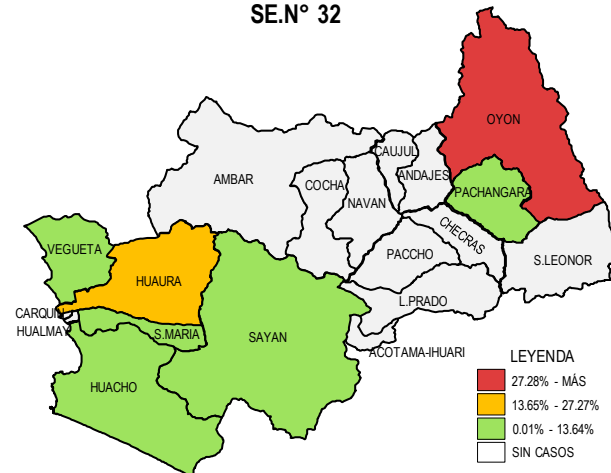 SE.N° 32
OYON
CAUJUL
ANDAJES
AMBAR
COCHA
PACHANGARA
NAVAN
CHECRAS
VEGUETA
PACCHO
S.LEONOR
HUAURA
L.PRADO
CARQUIN
HUALMAY
S.MARIA
SAYAN
ACOTAMA-IHUARI
HUACHO
LEYENDA
27.28% - MÁS
13.65% - 27.27%
0.01% - 13.64%
SIN CASOS